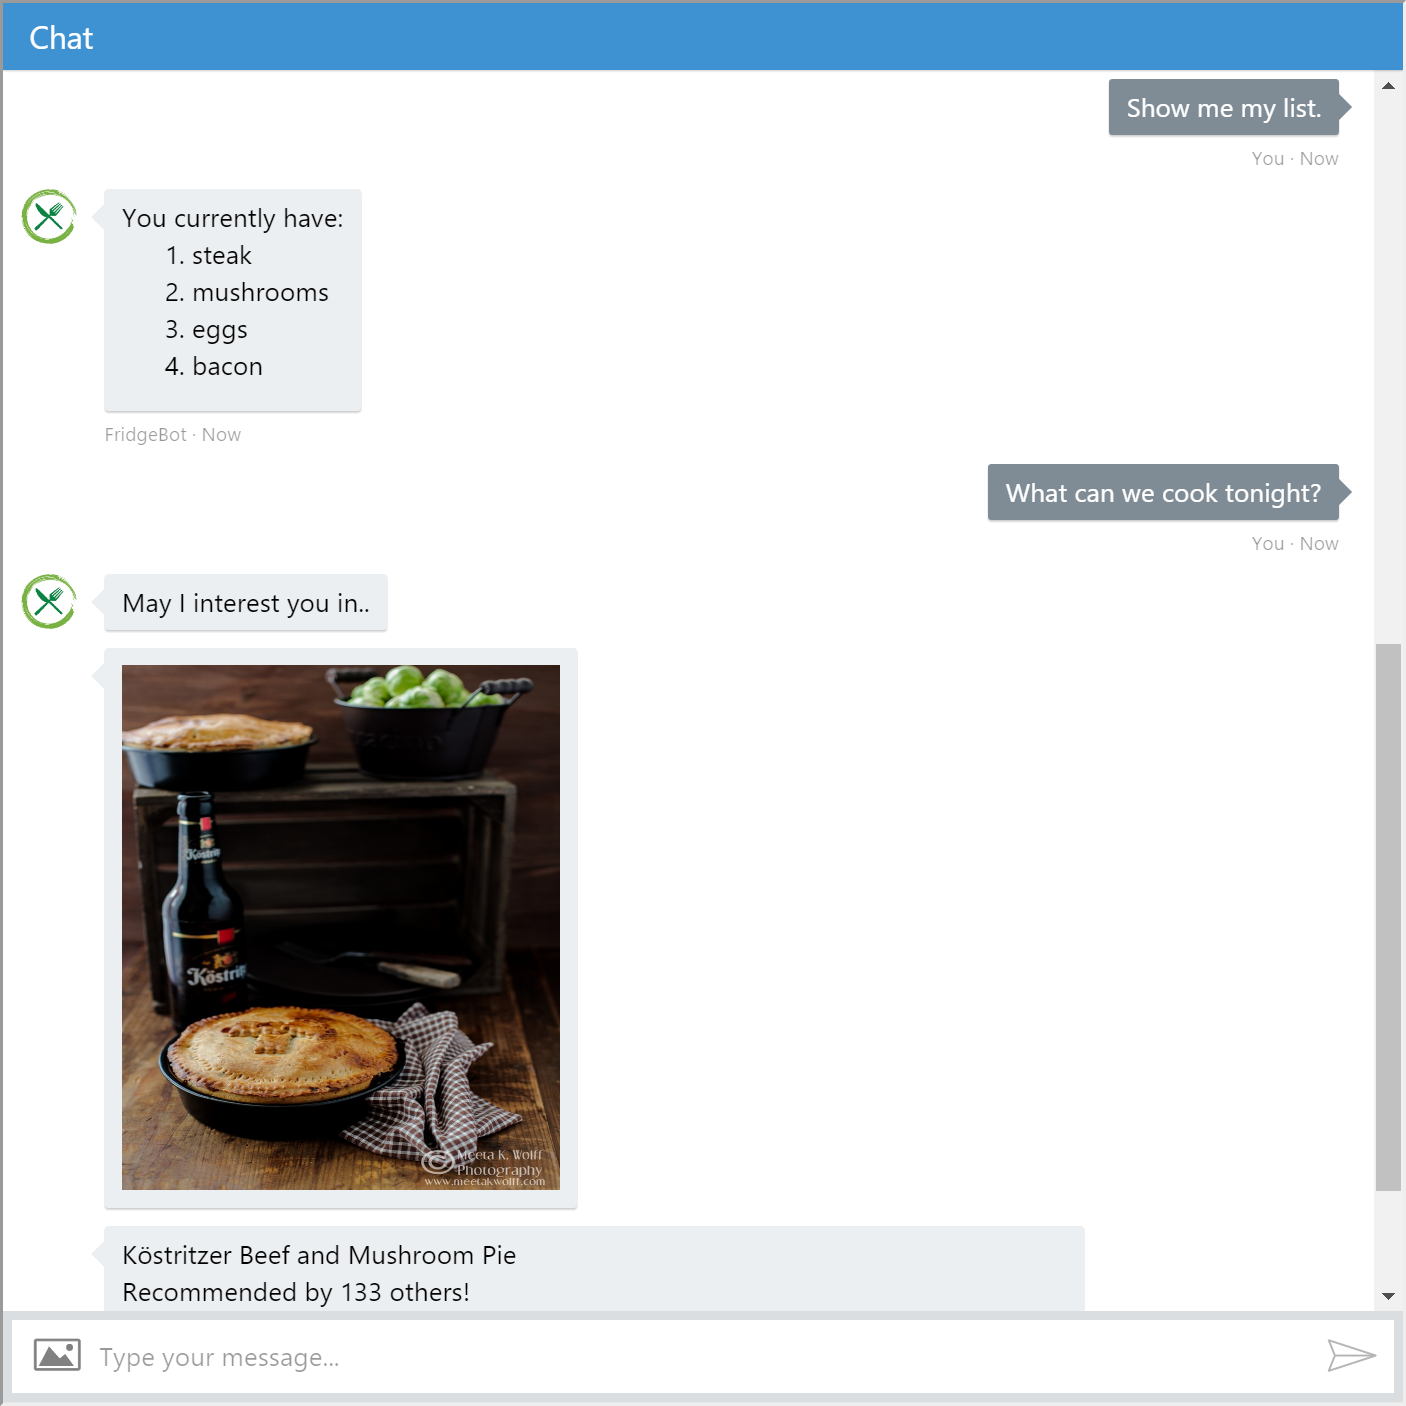 Chat
Show me my list.
You · Now
You currently have:
1. steak
2. mushrooms
3. eggs
4. bacon
FridgeBot · Now
What can we cook tonight?
You · Now
May I interest you in..
Köstritzer
Meeta K. Wolff
Photography
www.meetakwolff.com
Köstritzer Beef and Mushroom Pie
Recommended by 133 others!
Type your message...